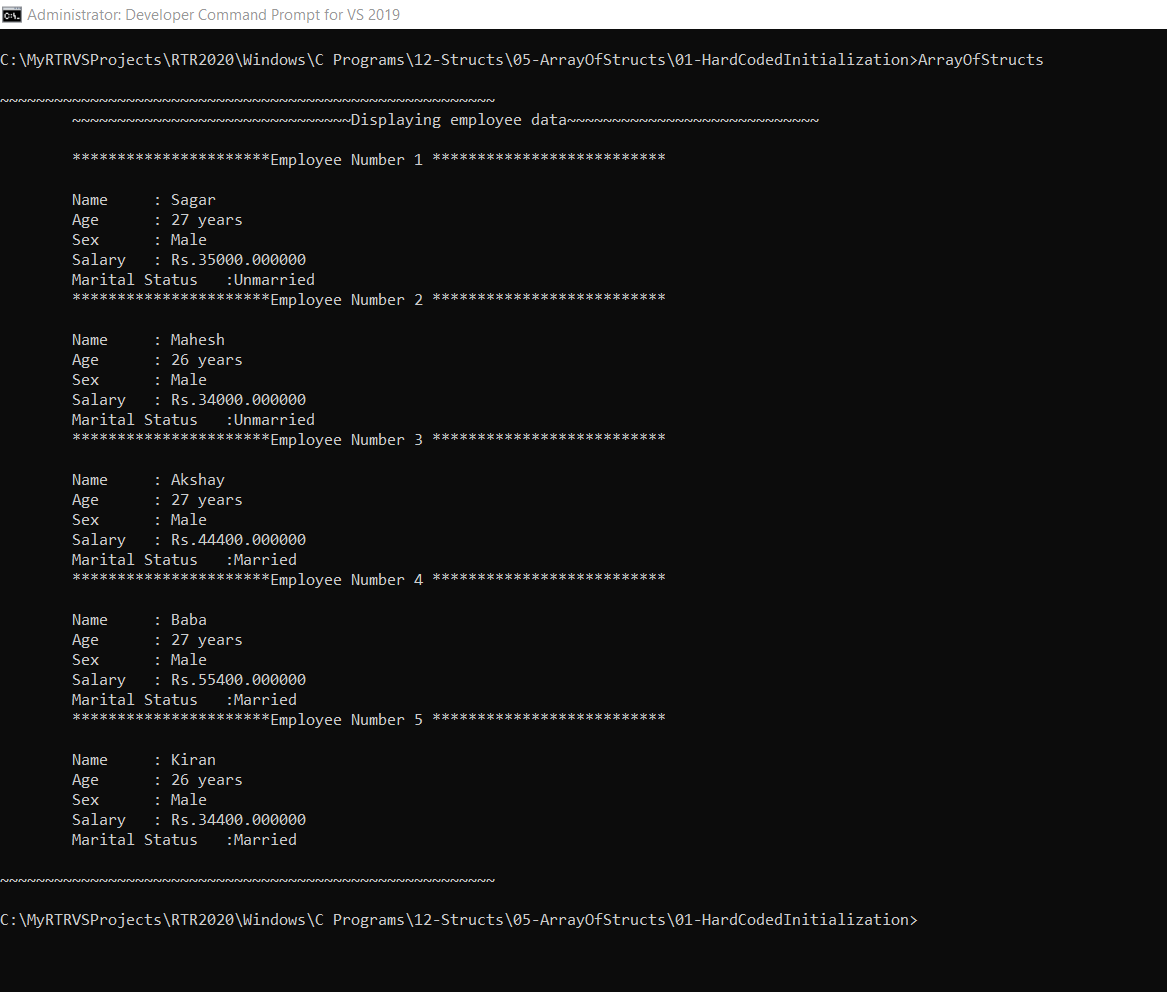 Administrator: Developer Command Prompt for VS 2019
C:\MyRTRVSProjects\RTR2020\Windows\C Programs\12-Structs\05-ArrayOfStructs\01-HardCodedInitialization>ArrayOfStructs
~~~~~~~~~~~~~~~~~~~~~~~~~~~~~~~~~~~~~~~~~~~~~~~~~~~~~~~
~~~~~~~~~~~~~~~~~~~~~~~~~~~~~~~Displaying employee data~~~~~~~~~~~~~~~~~~~~~~~~~~~~
**********************Employee Number 1 **************************
Name     : Sagar
Age      : 27 years
Sex      : Male
Salary   : Rs.35000.000000
Marital Status   :Unmarried
**********************Employee Number 2 **************************
Name     : Mahesh
Age      : 26 years
Sex      : Male
Salary   : Rs.34000.000000
Marital Status   :Unmarried
**********************Employee Number 3 **************************
Name     : Akshay
Age      : 27 years
Sex      : Male
Salary   : Rs.44400.000000
Marital Status   :Married
**********************Employee Number 4 **************************
Name     : Baba
Age      : 27 years
Sex      : Male
Salary   : Rs.55400.000000
Marital Status   :Married
**********************Employee Number 5 **************************
Name     : Kiran
Age      : 26 years
Sex      : Male
Salary   : Rs.34400.000000
Marital Status   :Married
~~~~~~~~~~~~~~~~~~~~~~~~~~~~~~~~~~~~~~~~~~~~~~~~~~~~~~~
C:\MyRTRVSProjects\RTR2020\Windows\C Programs\12-Structs\05-ArrayOfStructs\01-HardCodedInitialization>